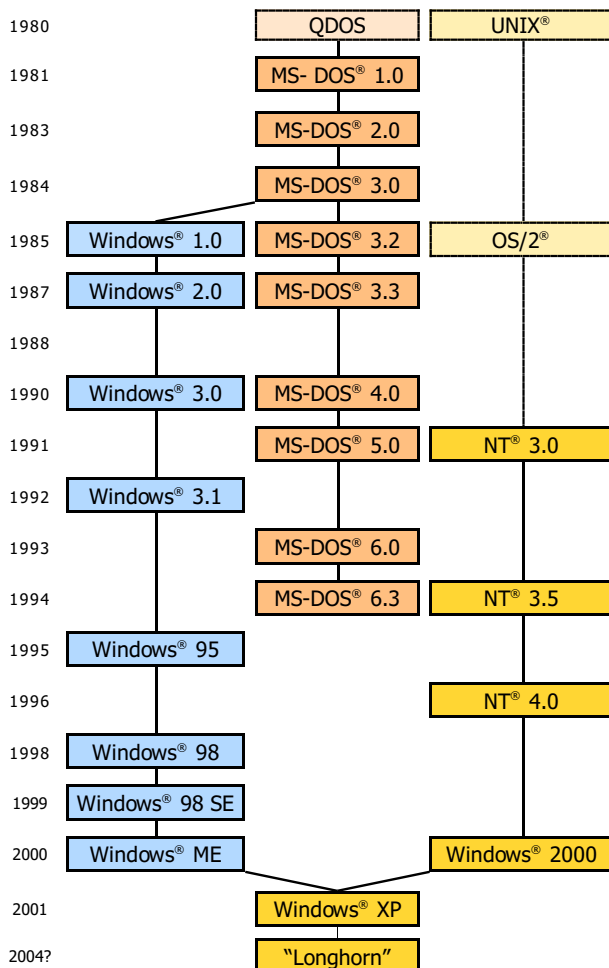 1980 QDOS UNIX®
1981 MS- DOS® 1.0
1983 MS-DOS® 2.0
1984 MS-DOS® 3.0
1985 Windows® 1.0 MS-DOS® 3.2 OS/2®
1987 Windows® 2.0 MS-DOS® 3.3
1988
1990 Windows® 3.0 MS-DOS® 4.0
1991 MS-DOS® 5.0 NT® 3.0
1992 Windows® 3.1
1993 MS-DOS® 6.0
1994 MS-DOS® 6.3 NT® 3.5
1995 Windows® 95
1996 NT® 4.0
1998 Windows® 98
1999 Windows® 98 SE
2000 Windows® ME Windows® 2000
2001 Windows® XP
2004? “Longhorn”